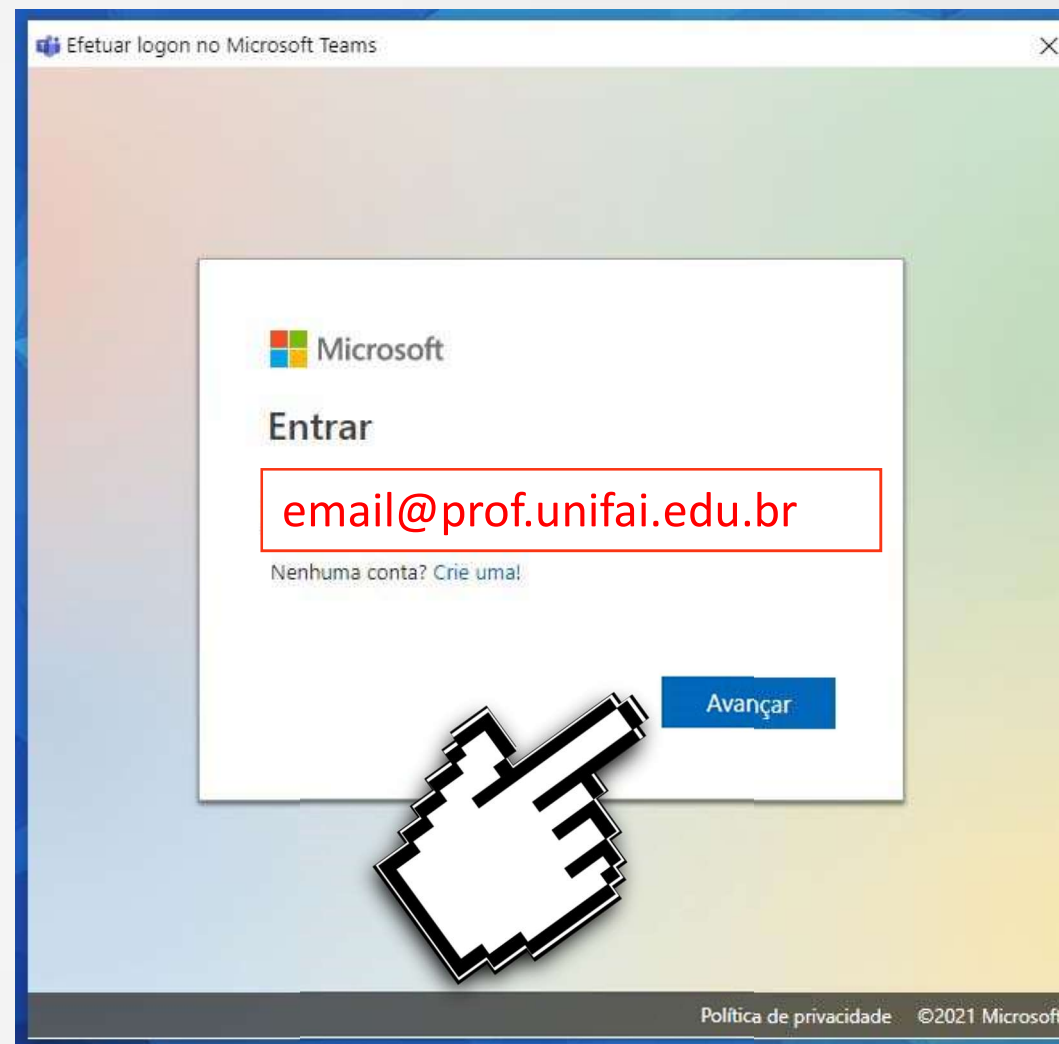 Efetuar logon no Microsoft Teams
Microsoft
Entrar
email@prof.unifai.edu.br
Nenhuma conta? Crie uma!
Avançar
Política de privacidade ©2021 Microsoft